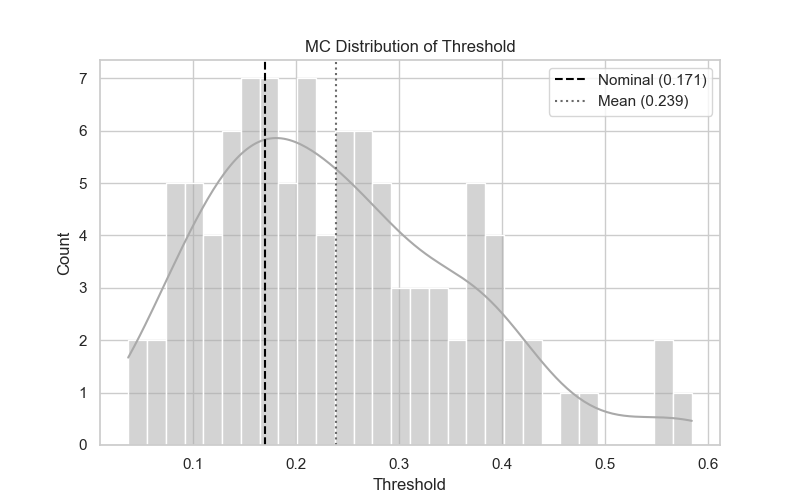 MC Distribution of Threshold
7
6
5
4
3
2
1
0
Count
Nominal (0.171)
Mean (0.239)
0.1 0.2 0.3 0.4 0.5 0.6
Threshold